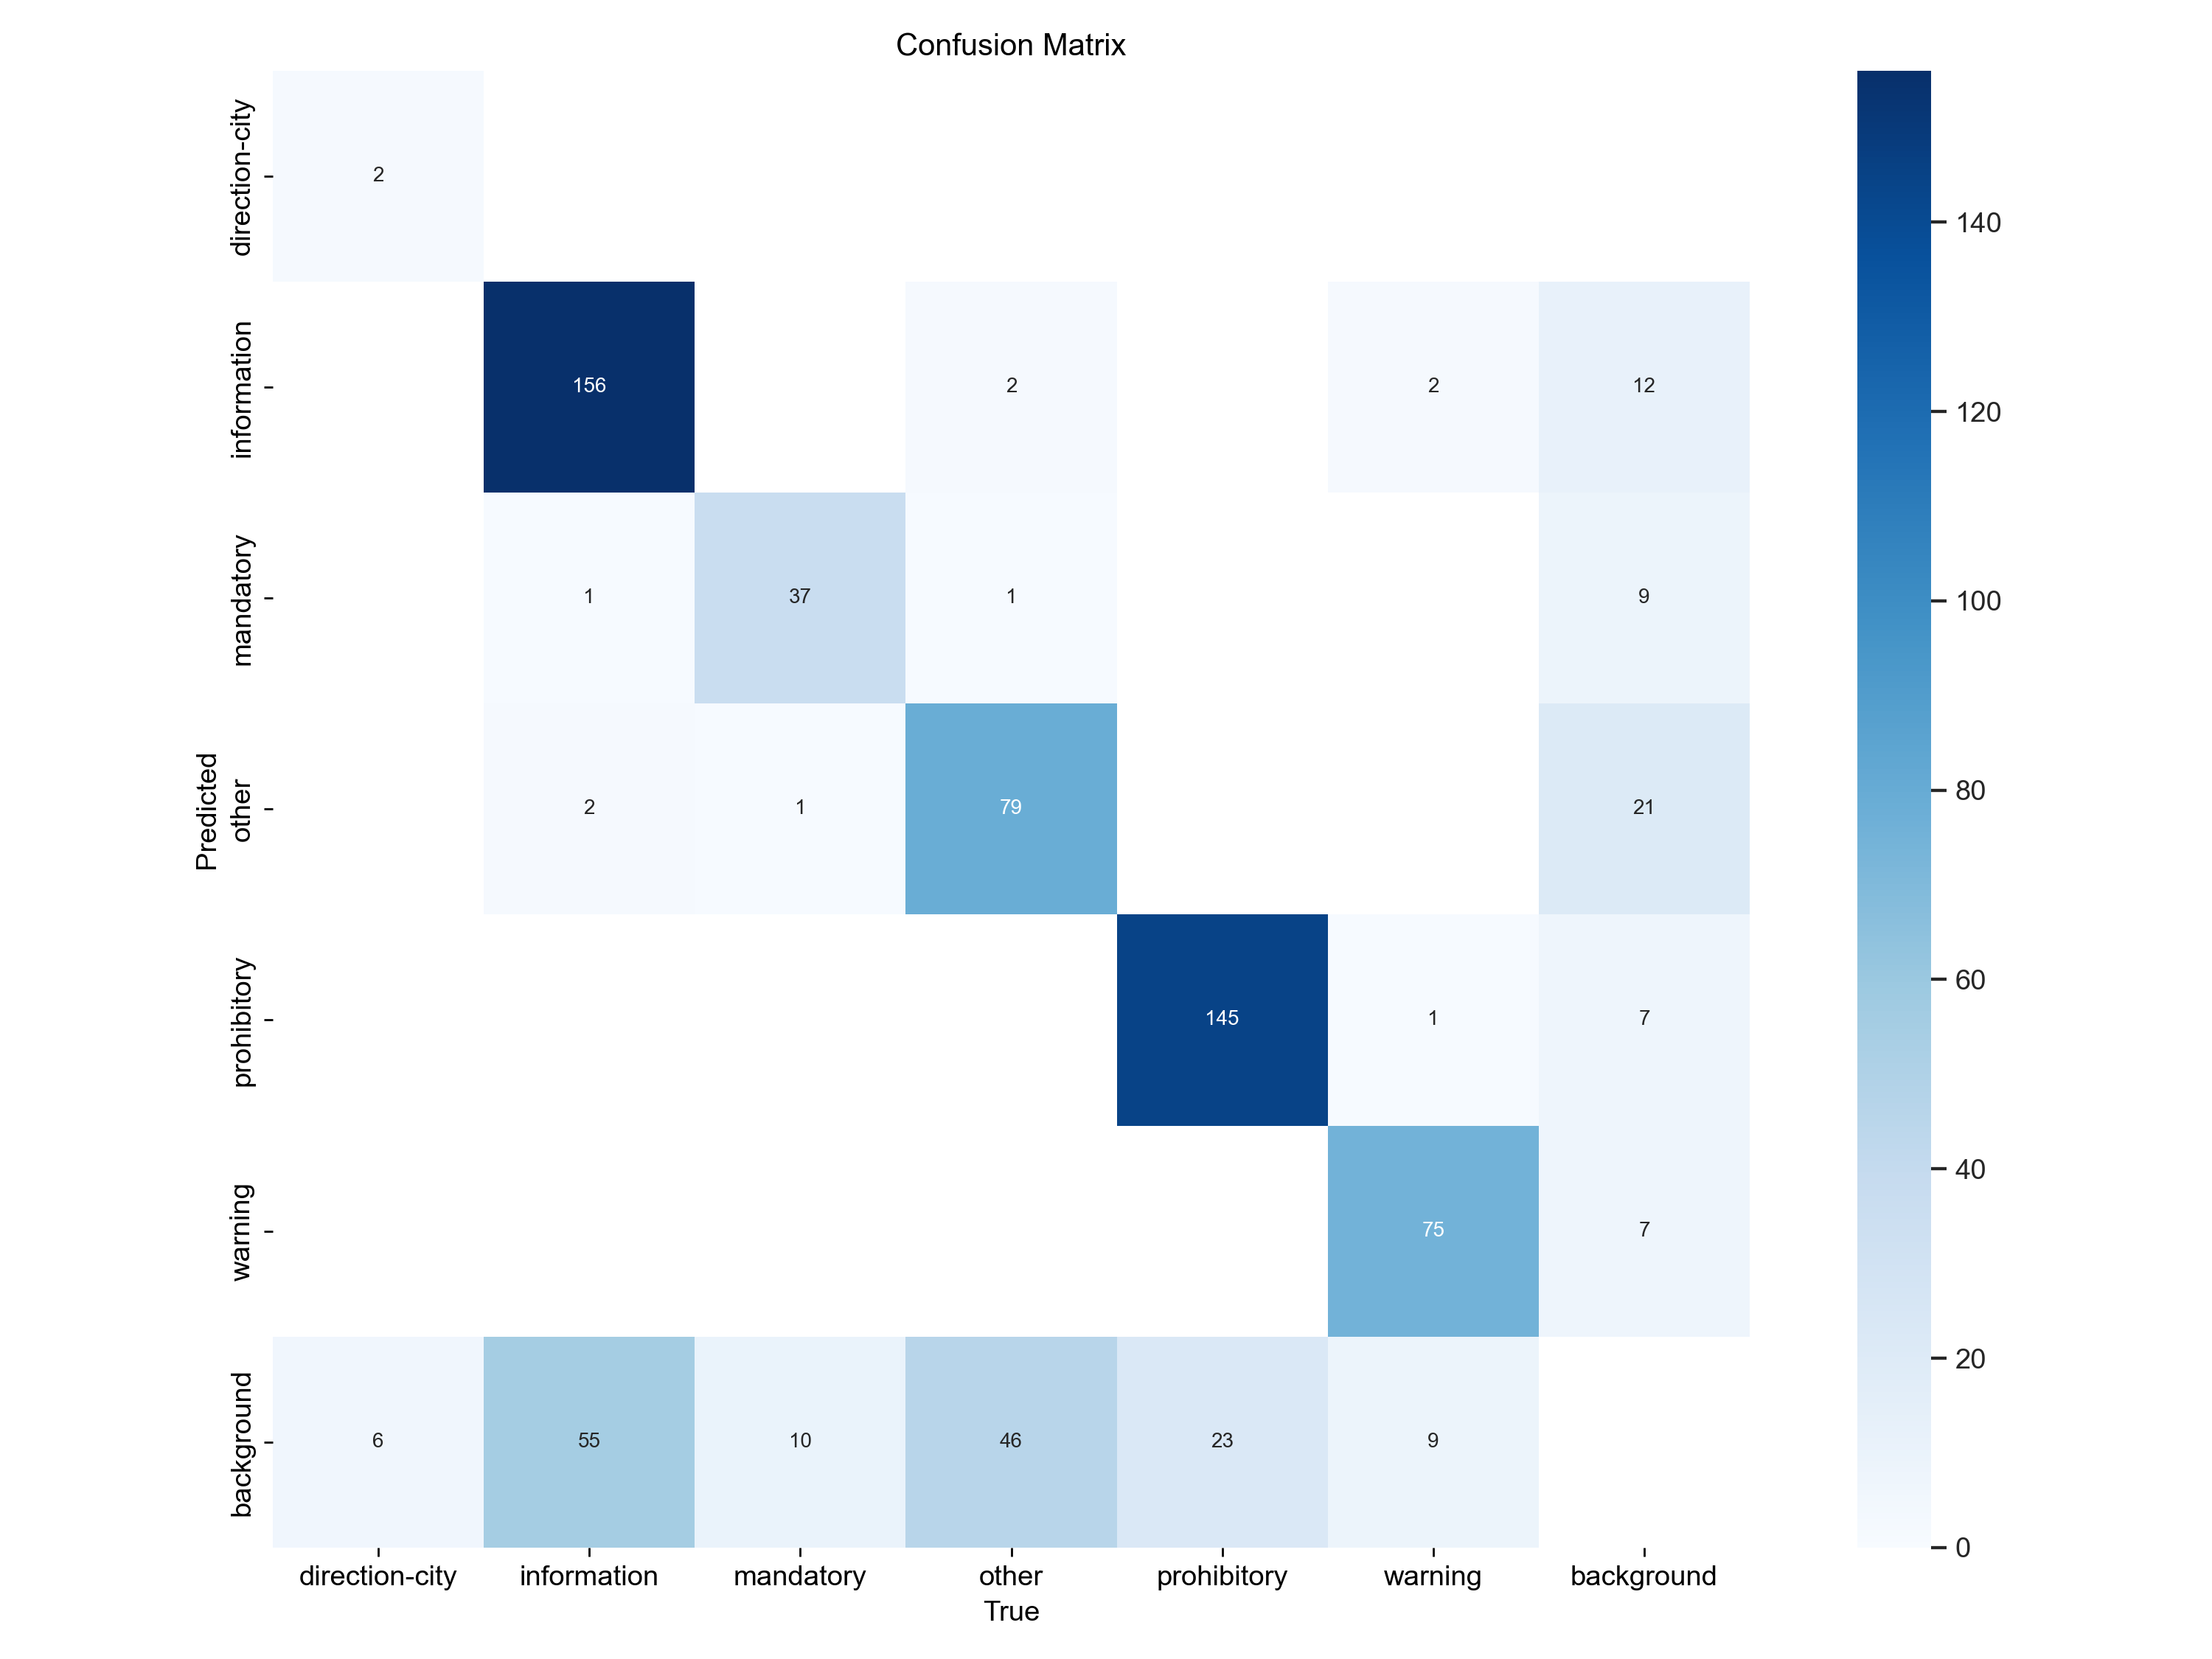 Confusion Matrix
direction-city
2
information
156 2 2 12
mandatory
1 37 1 9
other
2 1 79 21
prohibitory
145 1 7
warning
75 7
background
6 55 10 46 23 9
Predicted
direction-city information mandatory other prohibitory warning background
True
140
120
100
80
60
40
20
0